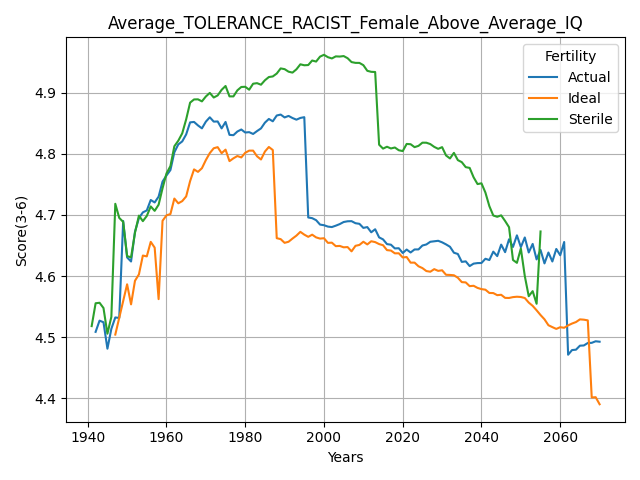 Average_TOLERANCE_RACIST_Female_Above_Average_IQ
Fertility
Actual
Ideal
Sterile
Score(3-6)
4.9
4.8
4.7
4.6
4.5
4.4
1940 1960 1980 2000 2020 2040 2060
Years